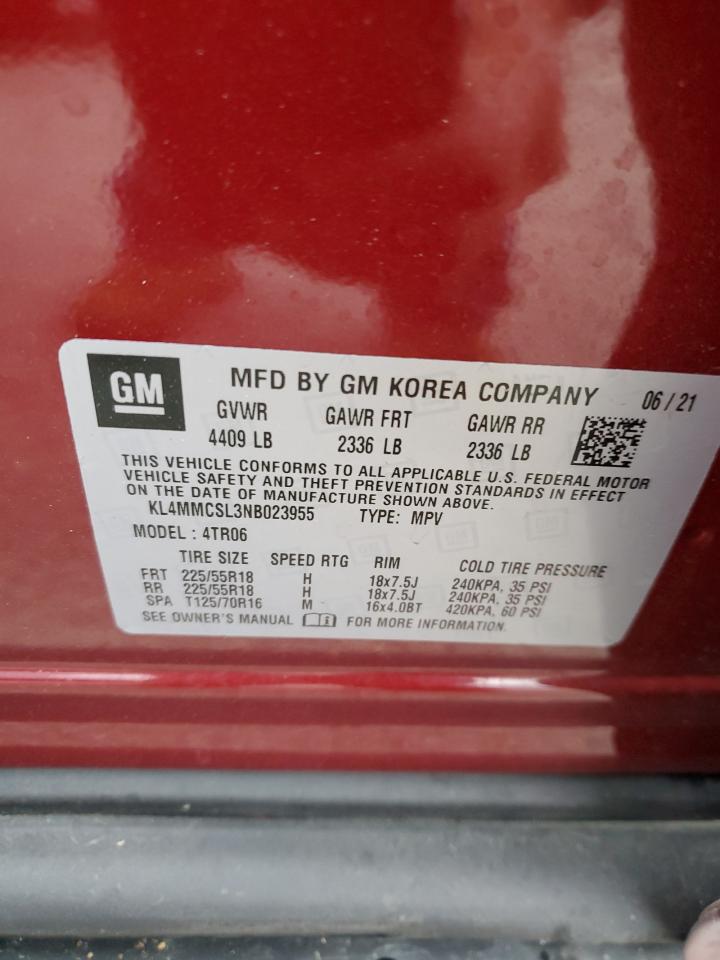 GM
MFD BY GM KOREA COMPANY 06/21
GVWR GAWR FRT GAWR RR
4409 LB 2336 LB 2336 LB
THIS VEHICLE CONFORMS TO ALL APPLICABLE U.S. FEDERAL MOTOR
VEHICLE SAFETY AND THEFT PREVENTION STANDARDS IN EFFECT
ON THE DATE OF MANUFACTURE SHOWN ABOVE.
KL4MMCSL3NB023955 TYPE: MPV
MODEL : 4TR06
TIRE SIZE SPEED RTG RIM COLD TIRE PRESSURE
FRT 225/55R18 H 18x7.5J 240KPA, 35 PSI
RR 225/55R18 H 18x7.5J 240KPA, 35 PSI
SPA T125/70R16 M 16x4.0BT 420KPA, 60 PSI
SEE OWNER'S MANUAL FOR MORE INFORMATION.